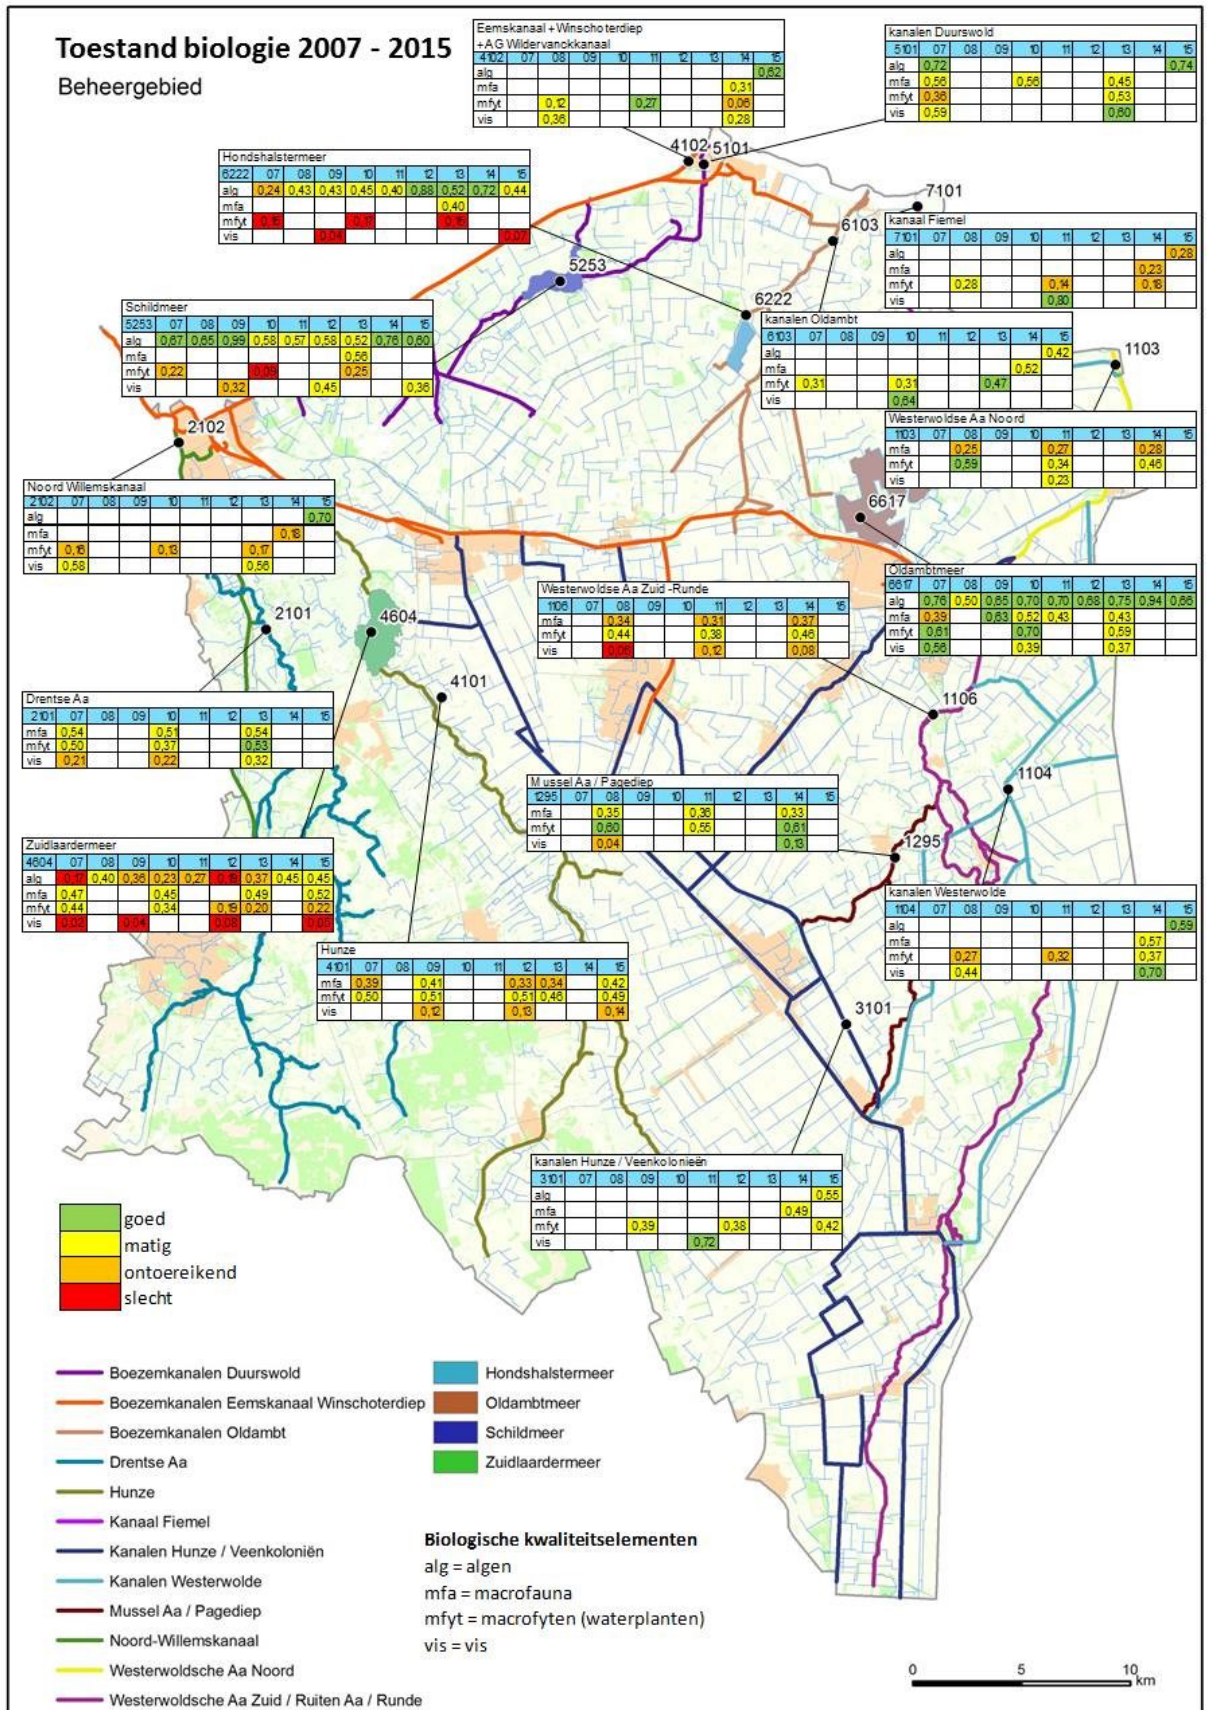 Toestand biologie 2007 - 2015
Beheergebied
Eemskanaal + Winschoterdiep
+AG Wildervanckkanaal
4102 07 08 09 10 11 12 13 14 15
alg 0,62
mfa 0,31
mfyt 0,12 0,27 0,06
vis 0,36 0,28
kanalen Duurswold
5101 07 08 09 10 11 12 13 14 15
alg 0,72 0,74
mfa 0,56 0,56 0,45
mfyt 0,36 0,53
vis 0,59 0,60
4102 5101
Hondshalstermeer
6222 07 08 09 10 11 12 13 14 15
alg 0,24 0,43 0,43 0,45 0,40 0,88 0,52 0,72 0,44
mfa 0,40
mfyt
vis 0,04 0,07
7101
6103
kanaal Fiemel
7101 07 08 09 10 11 12 13 14 15
alg 0,28
mfa 0,23
mfyt 0,28 0,14 0,18
vis 0,80
5253
6222
Schildmeer
5253 07 08 09 10 11 12 13 14 15
alg 0,67 0,65 0,99 0,58 0,57 0,58 0,52 0,76 0,60
mfa 0,56
mfyt 0,22 0,09 0,25
vis 0,32 0,45 0,36
kanalen Oldambt
6103 07 08 09 10 11 12 13 14 15
alg 0,42
mfa 0,52
mfyt 0,31 0,31 0,47
vis 0,64
1103
Westerwoldse Aa Noord
1103 07 08 09 10 11 12 13 14 15
mfa 0,25 0,27 0,28
mfyt 0,59 0,34 0,46
vis 0,23
2102
Noord Willemskanaal
2102 07 08 09 10 11 12 13 14 15
alg 0,70
mfa 0,18
mfyt 0,16 0,13 0,17
vis 0,58 0,56
6617
Oldambtmeer
6617 07 08 09 10 11 12 13 14 15
alg 0,76 0,50 0,65 0,70 0,70 0,68 0,75 0,94 0,66
mfa 0,39 0,63 0,52 0,43 0,43
mfyt 0,61 0,70 0,59
vis 0,56 0,39 0,37
Westerwoldse Aa Zuid -Runde
1106 07 08 09 10 11 12 13 14 15
mfa 0,34 0,31 0,37
mfyt 0,44 0,38 0,46
vis 0,12 0,08
2101
4604
4101
1106
Drentse Aa
2101 07 08 09 10 11 12 13 14 15
mfa 0,54 0,51 0,54
mfyt 0,50 0,37 0,53
vis 0,21 0,22 0,32
1104
Mussel Aa / Pagediep
1295 07 08 09 10 11 12 13 14 15
mfa 0,35 0,36 0,33
mfyt 0,60 0,55 0,61
vis 0,04 0,13
1295
Zuidlaardermeer
4604 07 08 09 10 11 12 13 14 15
alg 0,17 0,40 0,36 0,23 0,27 0,19 0,37 0,45 0,45
mfa 0,47 0,45 0,49 0,52
mfyt 0,44 0,34 0,19 0,20 0,22
vis 0,02 0,04 0,08 0,05
kanalen Westerwolde
1104 07 08 09 10 11 12 13 14 15
alg 0,59
mfa 0,57
mfyt 0,27 0,32 0,37
vis 0,44 0,70
Hunze
4101 07 08 09 10 11 12 13 14 15
mfa 0,39 0,41 0,33 0,34 0,42
mfyt 0,50 0,51 0,51 0,46 0,49
vis 0,12 0,13 0,14
3101
kanalen Hunze / Veenkolonieën
3101 07 08 09 10 11 12 13 14 15
alg 0,55
mfa 0,49
mfyt 0,39 0,38 0,42
vis 0,72
goed
matig
ontoereikend
slecht
Boezemkanalen Duurswold
Boezemkanalen Eemskanaal Winschoterdiep
Boezemkanalen Oldambt
Drentse Aa
Hunze
Kanaal Fiemel
Kanalen Hunze / Veenkoloniën
Kanalen Westerwolde
Mussel Aa / Pagediep
Noord-Willemskanaal
Westerwoldsche Aa Noord
Westerwoldsche Aa Zuid / Ruiten Aa / Runde
Hondshalstermeer
Oldambtmeer
Schildmeer
Zuidlaardermeer
Biologische kwaliteitselementen
alg = algen
mfa = macrofauna
mfyt = macrofyten (waterplanten)
vis = vis
0 5 10
km